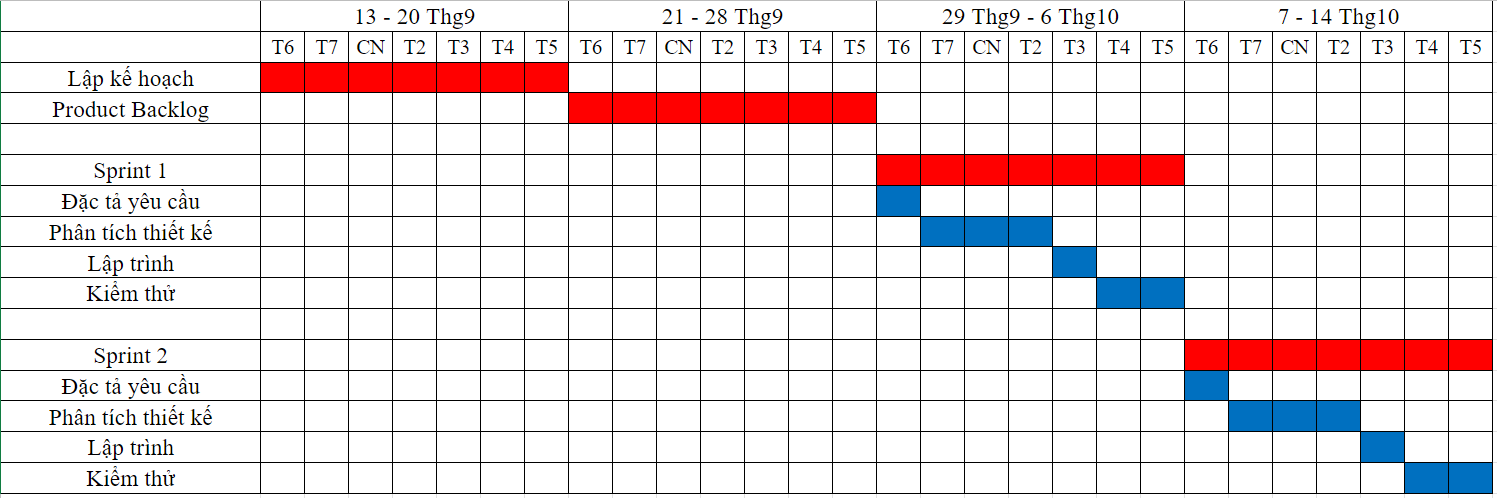 13 - 20 Thg9 21 - 28 Thg9 29 Thg9 - 6 Thg10 7 - 14 Thg10
T6 T7 CN T2 T3 T4 T5 T6 T7 CN T2 T3 T4 T5 T6 T7 CN T2 T3 T4 T5 T6 T7 CN T2 T3 T4 T5
Lập kế hoạch
Product Backlog
Sprint 1
Đặc tả yêu cầu
Phân tích thiết kế
Lập trình
Kiểm thử
Sprint 2
Đặc tả yêu cầu
Phân tích thiết kế
Lập trình
Kiểm thử